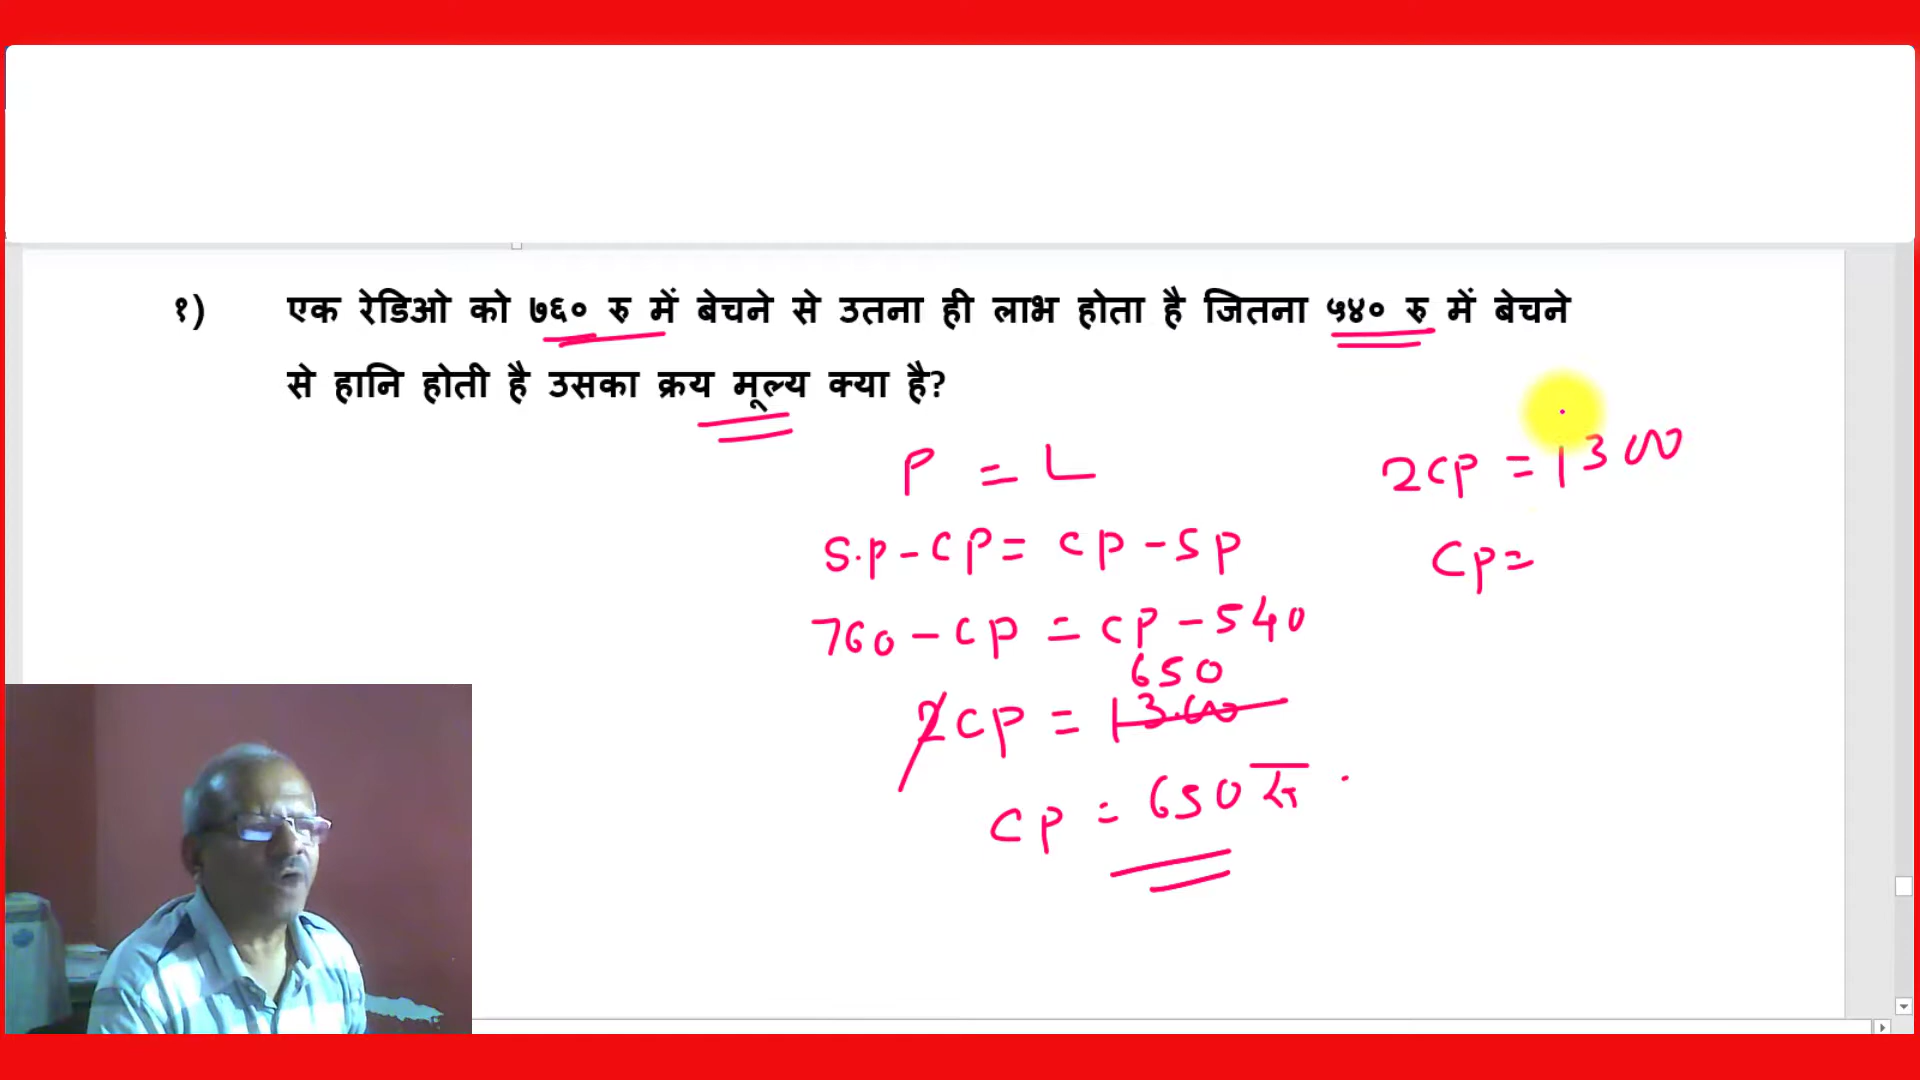 १) एक रेडिओ को ७६० रु में बेचने से उतना ही लाभ होता है जितना ५४० रु में बेचने
से हानि होती है उसका क्रय मूल्य क्या है?
P = L
S.P - CP = CP - SP
760 - CP = CP - 540
650
2CP = 1300
CP = 650 रु
2CP = 1300
CP =